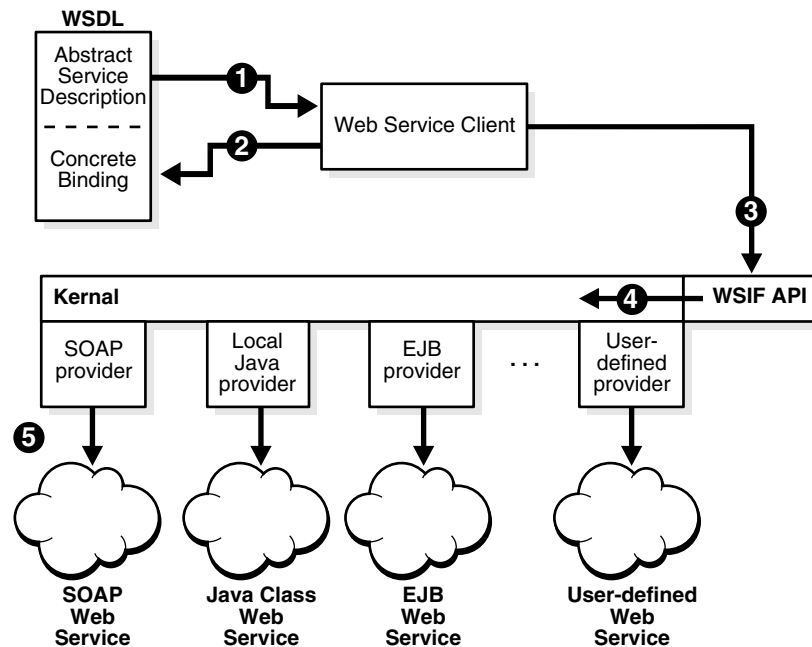 WSDL
Abstract
Service
Description
Concrete
Binding
1
2
Web Service Client
3
Kernal
4
WSIF API
SOAP
provider
Local
Java
provider
EJB
provider
. . .
User-
defined
provider
5
SOAP
Web
Service
Java Class
Web
Service
EJB
Web
Service
User-defined
Web
Service